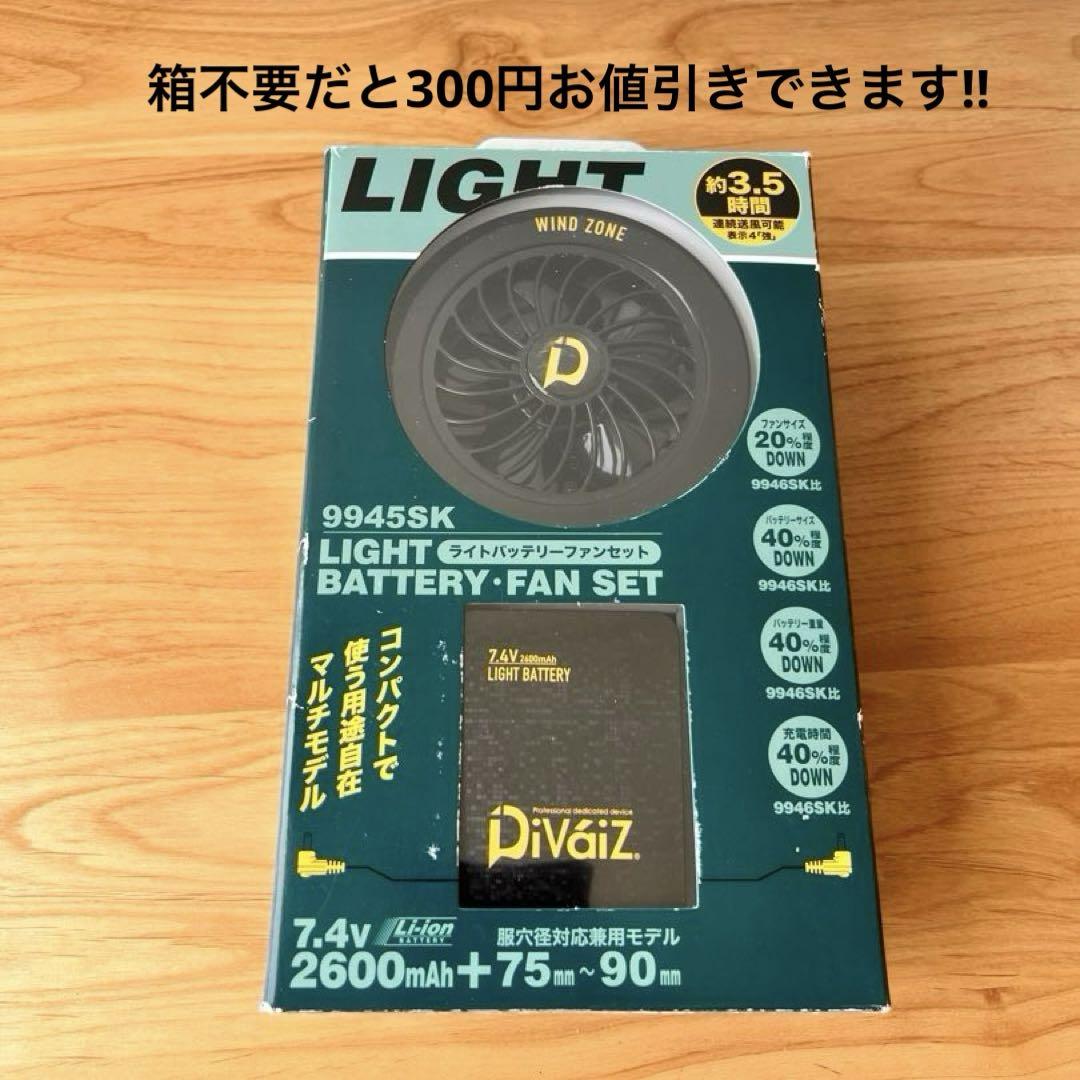 箱不要だと300円お値引きできます!!
LIGHT
約3.5
時間
連続送風可能
表示4「強」
WIND ZONE
D
ファンサイズ
20%程度
DOWN
9946SK比
9945SK
LIGHT ライトバッテリーファンセット
BATTERY・FAN SET
バッテリーサイズ
40%程度
DOWN
9946SK比
バッテリー重量
40%程度
DOWN
9946SK比
充電時間
40%程度
DOWN
9946SK比
コンパクトで
使う用途自在
マルチモデル
7.4V 2600mAh
LIGHT BATTERY
Professional dedicated device
DiVáiZ®
7.4V Li-ion
BATTERY
服穴径対応兼用モデル
2600mAh+75mm~90mm